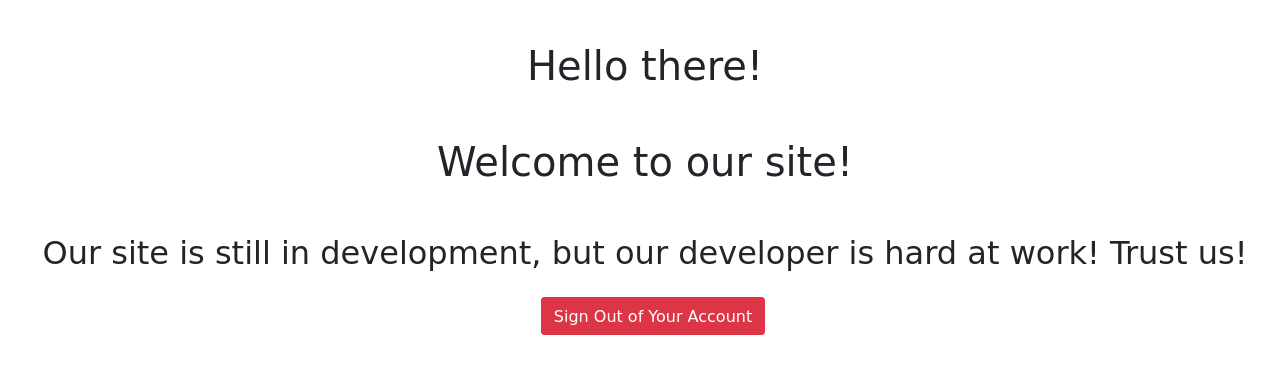 Hello there!
Welcome to our site!
Our site is still in development, but our developer is hard at work! Trust us!
Sign Out of Your Account